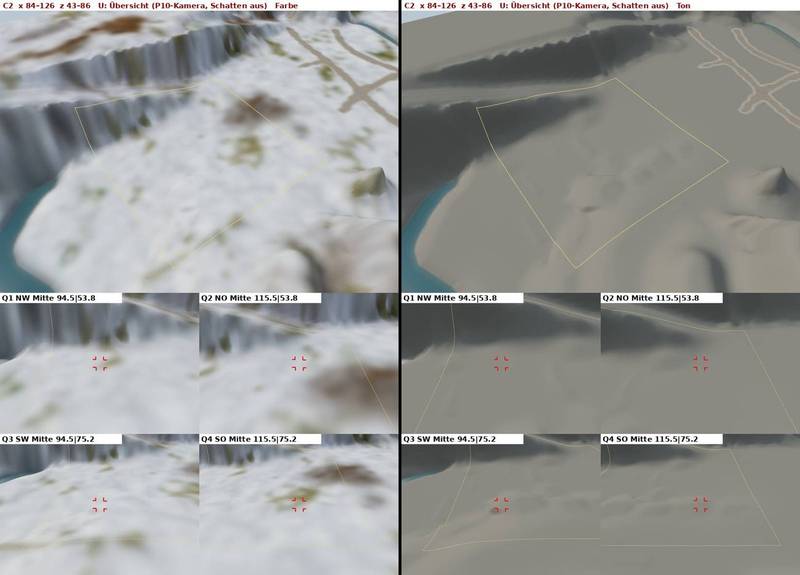 C2 x 84-126 z 43-86 U: Übersicht (P10-Kamera, Schatten aus) Farbe
C2 x 84-126 z 43-86 U: Übersicht (P10-Kamera, Schatten aus) Ton
Q1 NW Mitte 94.5|53.8
Q2 NO Mitte 115.5|53.8
Q1 NW Mitte 94.5|53.8
Q2 NO Mitte 115.5|53.8
Q3 SW Mitte 94.5|75.2
Q4 SO Mitte 115.5|75.2
Q3 SW Mitte 94.5|75.2
Q4 SO Mitte 115.5|75.2